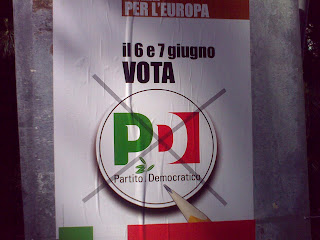 PER L'EUROPA
il 6 e 7 giugno
VOTA
PD
Partito Democratico